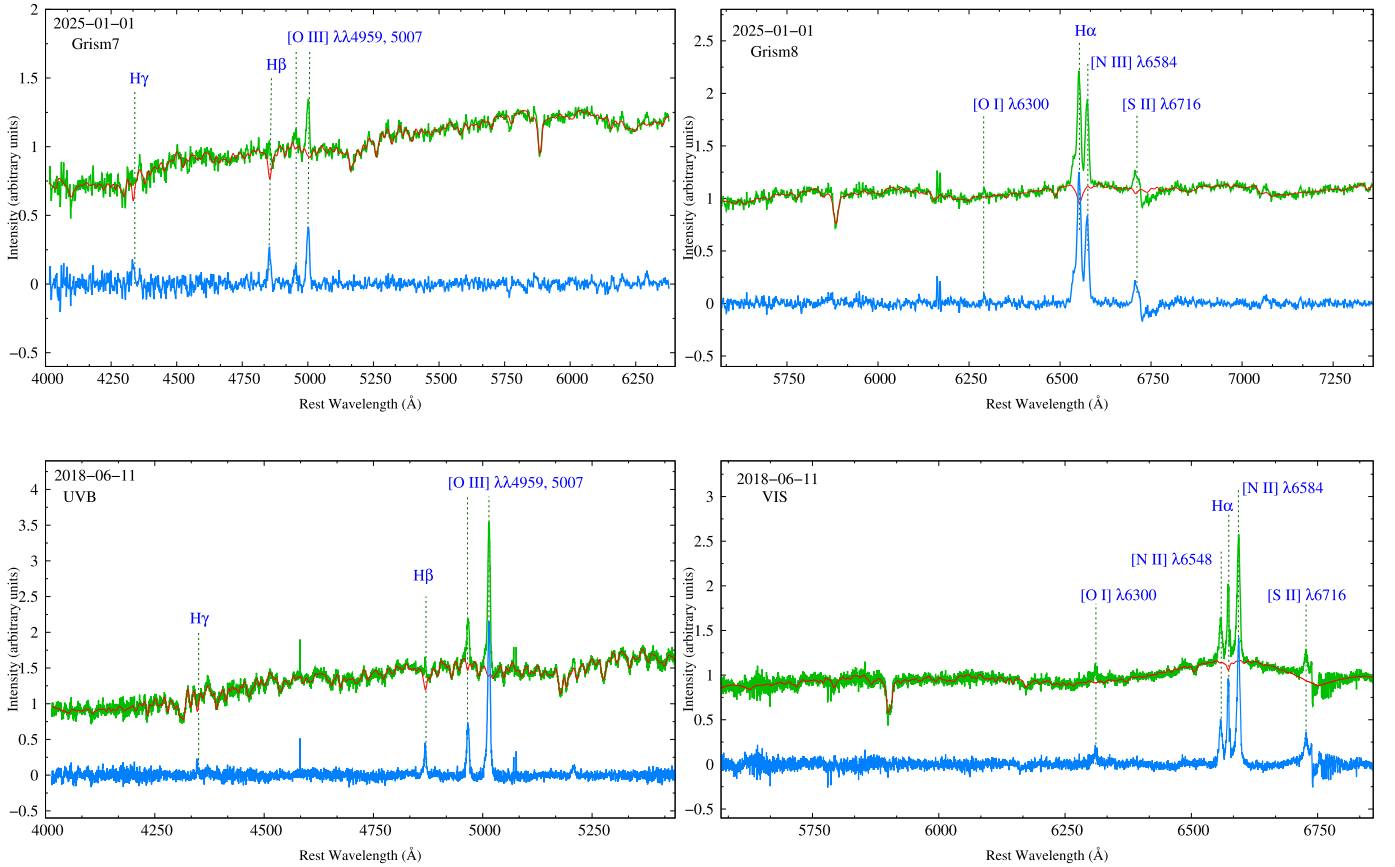 2025−01−01
Grism7
Hγ
Hβ
[O III] λλ4959, 5007
Intensity (arbitrary units)
2
1.5
1
0.5
0
−0.5
4000 4250 4500 4750 5000 5250 5500 5750 6000 6250
Rest Wavelength (Å)
2025−01−01
Grism8
Hα
[N III] λ6584
[O I] λ6300
[S II] λ6716
Intensity (arbitrary units)
2.5
2
1.5
1
0.5
0
−0.5
5750 6000 6250 6500 6750 7000 7250
Rest Wavelength (Å)
2018−06−11
UVB
[O III] λλ4959, 5007
Hβ
Hγ
Intensity (arbitrary units)
4
3.5
3
2.5
2
1.5
1
0.5
0
−0.5
4000 4250 4500 4750 5000 5250
Rest Wavelength (Å)
2018−06−11
VIS
[N II] λ6584
Hα
[N II] λ6548
[O I] λ6300
[S II] λ6716
Intensity (arbitrary units)
3
2.5
2
1.5
1
0.5
0
−0.5
5750 6000 6250 6500 6750
Rest Wavelength (Å)